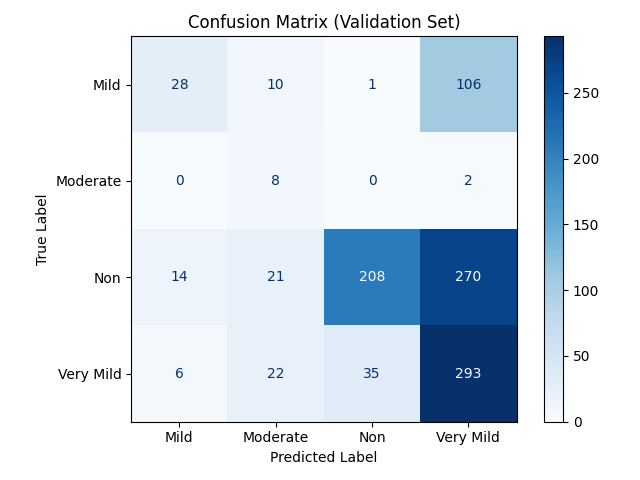 Confusion Matrix (Validation Set)
Mild 28 10 1 106
Moderate 0 8 0 2
Non 14 21 208 270
Very Mild 6 22 35 293
Mild Moderate Non Very Mild
Predicted Label
True Label
250
200
150
100
50
0